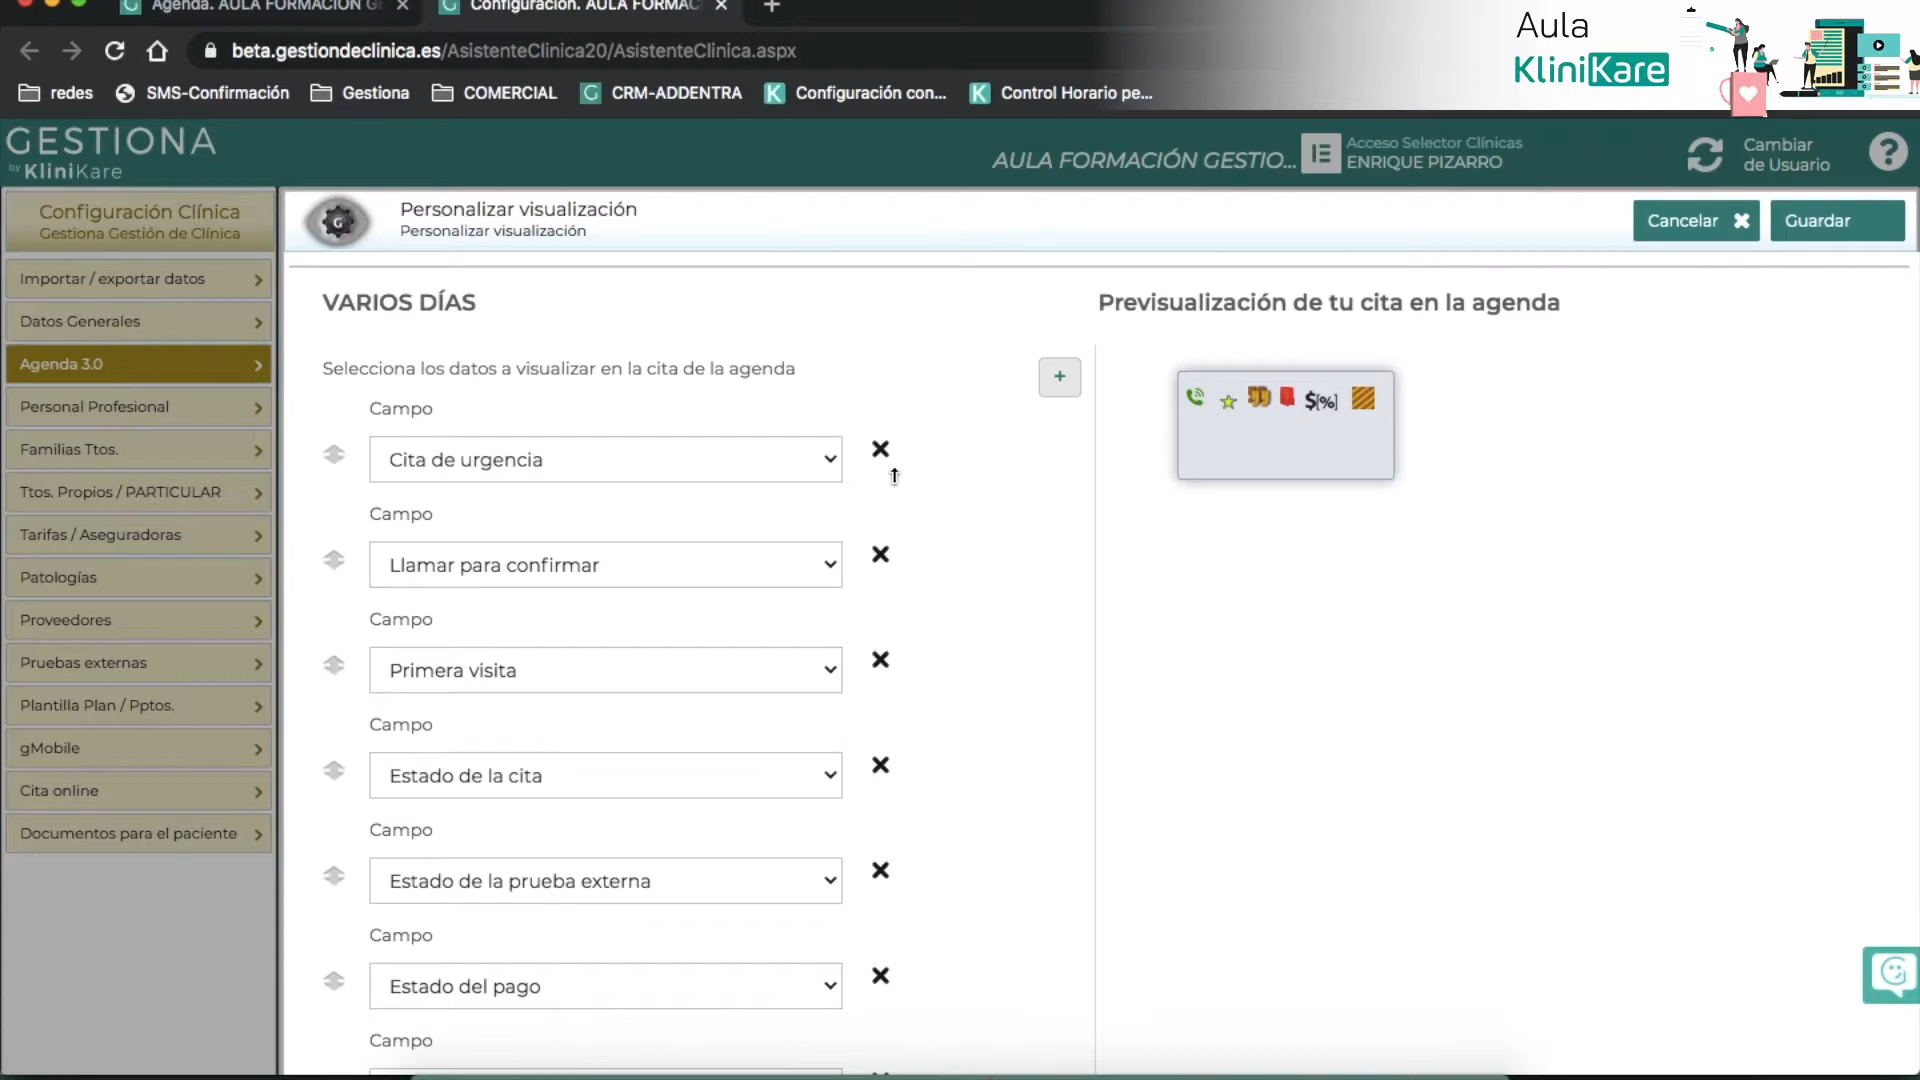 Agenda. AULA FORMACIÓN G
Configuración. AULA FORMAC
beta.gestiondeclinica.es/AsistenteClinica20/AsistenteClinica.aspx
redes
SMS-Confirmación
Gestiona
COMERCIAL
CRM-ADDENTRA
Configuración con...
Control Horario pe...
Aula
KliniKare
GESTIONA
by KliniKare
AULA FORMACIÓN GESTIO...
Acceso Selector Clínicas
ENRIQUE PIZARRO
Cambiar
de Usuario
Configuración Clínica
Gestiona Gestión de Clínica
Importar / exportar datos
Datos Generales
Agenda 3.0
Personal Profesional
Familias Ttos.
Ttos. Propios / PARTICULAR
Tarifas / Aseguradoras
Patologías
Proveedores
Pruebas externas
Plantilla Plan / Pptos.
gMobile
Cita online
Documentos para el paciente
Personalizar visualización
Personalizar visualización
Cancelar
Guardar
VARIOS DÍAS
Selecciona los datos a visualizar en la cita de la agenda
Campo
Cita de urgencia
Campo
Llamar para confirmar
Campo
Primera visita
Campo
Estado de la cita
Campo
Estado de la prueba externa
Campo
Estado del pago
Campo
Previsualización de tu cita en la agenda
$[%]